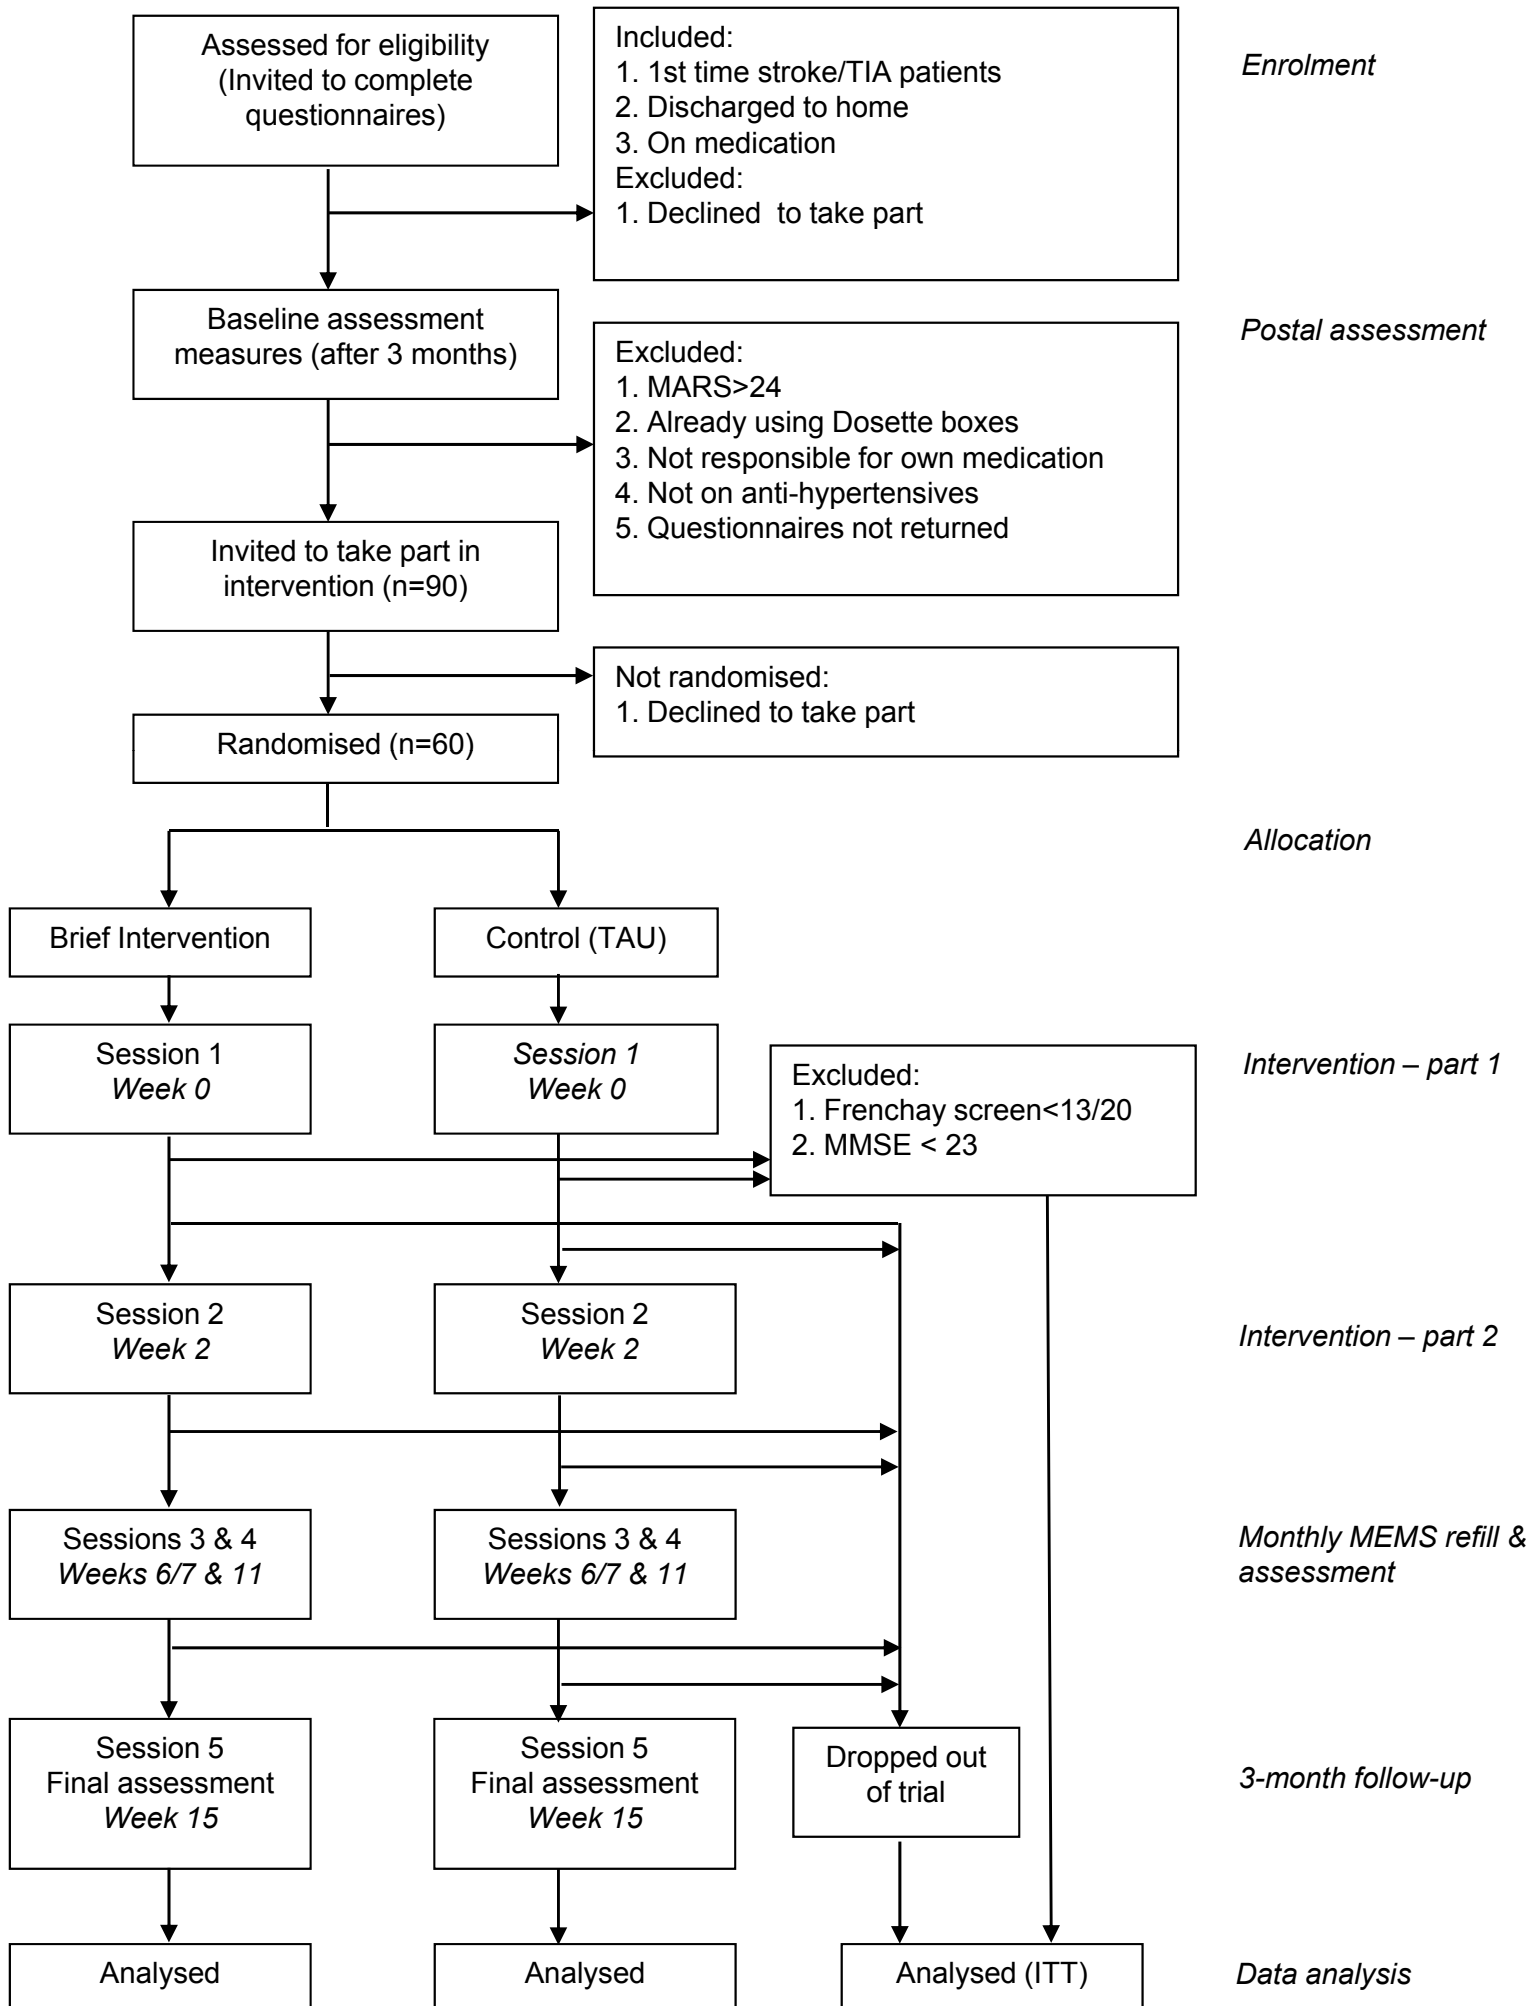 Assessed for eligibility
(Invited to complete
questionnaires)
Included:
1. 1st time stroke/TIA patients
2. Discharged to home
3. On medication
Excluded:
1. Declined to take part
Enrolment
Baseline assessment
measures (after 3 months)
Excluded:
1. MARS>24
2. Already using Dosette boxes
3. Not responsible for own medication
4. Not on anti-hypertensives
5. Questionnaires not returned
Postal assessment
Invited to take part in
intervention (n=90)
Not randomised:
1. Declined to take part
Randomised (n=60)
Allocation
Brief Intervention
Control (TAU)
Session 1
Week 0
Session 1
Week 0
Excluded:
1. Frenchay screen<13/20
2. MMSE < 23
Intervention – part 1
Session 2
Week 2
Session 2
Week 2
Intervention – part 2
Sessions 3 & 4
Weeks 6/7 & 11
Sessions 3 & 4
Weeks 6/7 & 11
Monthly MEMS refill &
assessment
Session 5
Final assessment
Week 15
Session 5
Final assessment
Week 15
Dropped out
of trial
3-month follow-up
Analysed
Analysed
Analysed (ITT)
Data analysis